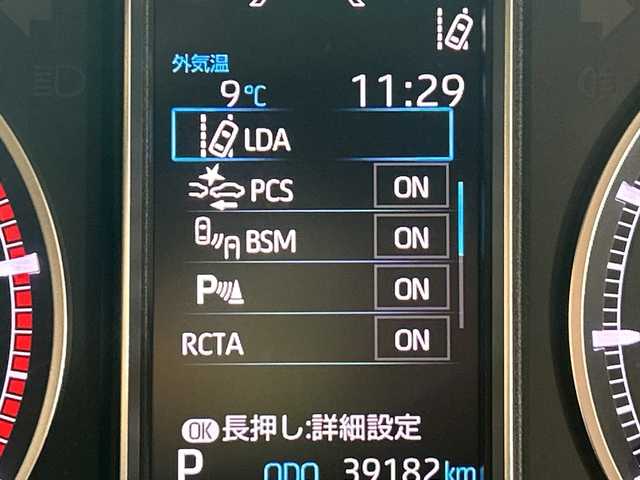 外気温
9℃ 11:29
LDA
PCS ON
BSM ON
P ON
RCTA ON
OK 長押し:詳細設定
P ODO 39182 km